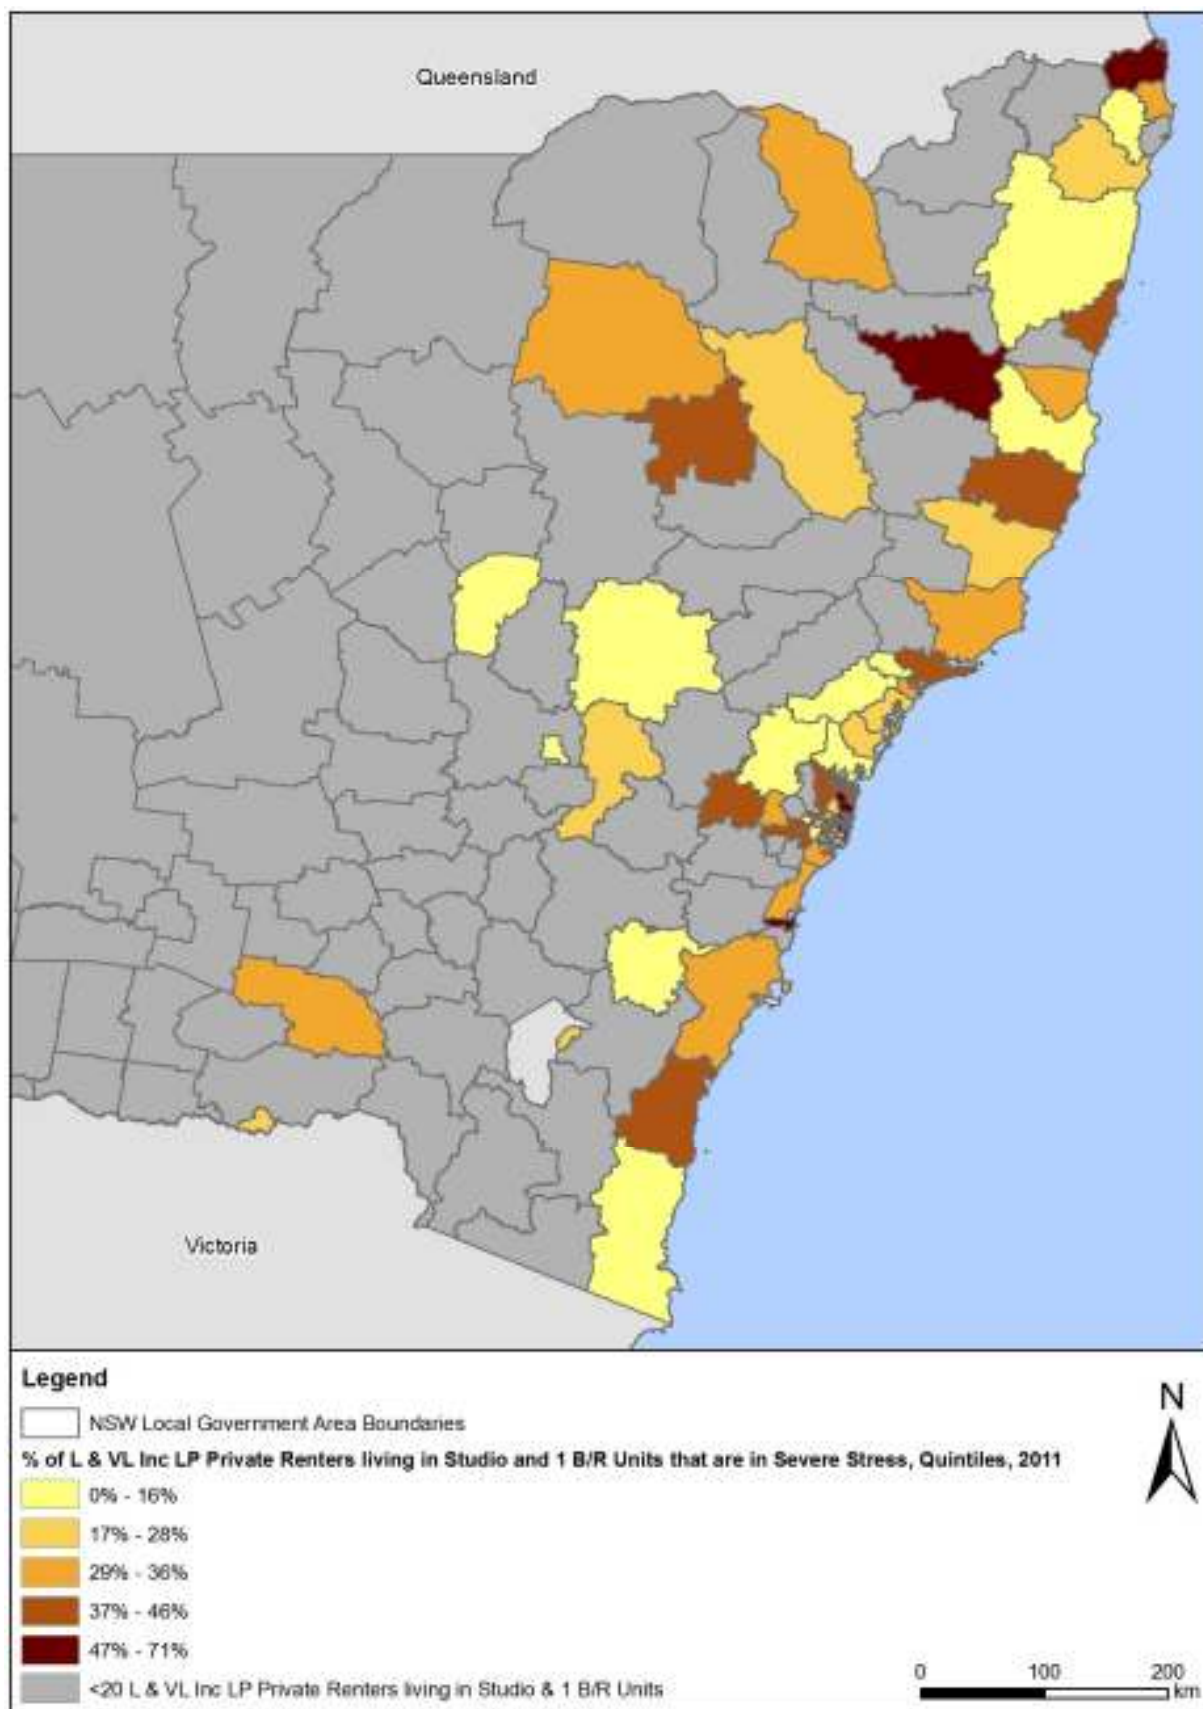 Queensland
Victoria
Legend
NSW Local Government Area Boundaries
% of L & VL Inc LP Private Renters living in Studio and 1 B/R Units that are in Severe Stress, Quintiles, 2011
0% - 16%
17% - 28%
29% - 36%
37% - 46%
47% - 71%
<20 L & VL Inc LP Private Renters living in Studio & 1 B/R Units
N
0 100 200
km